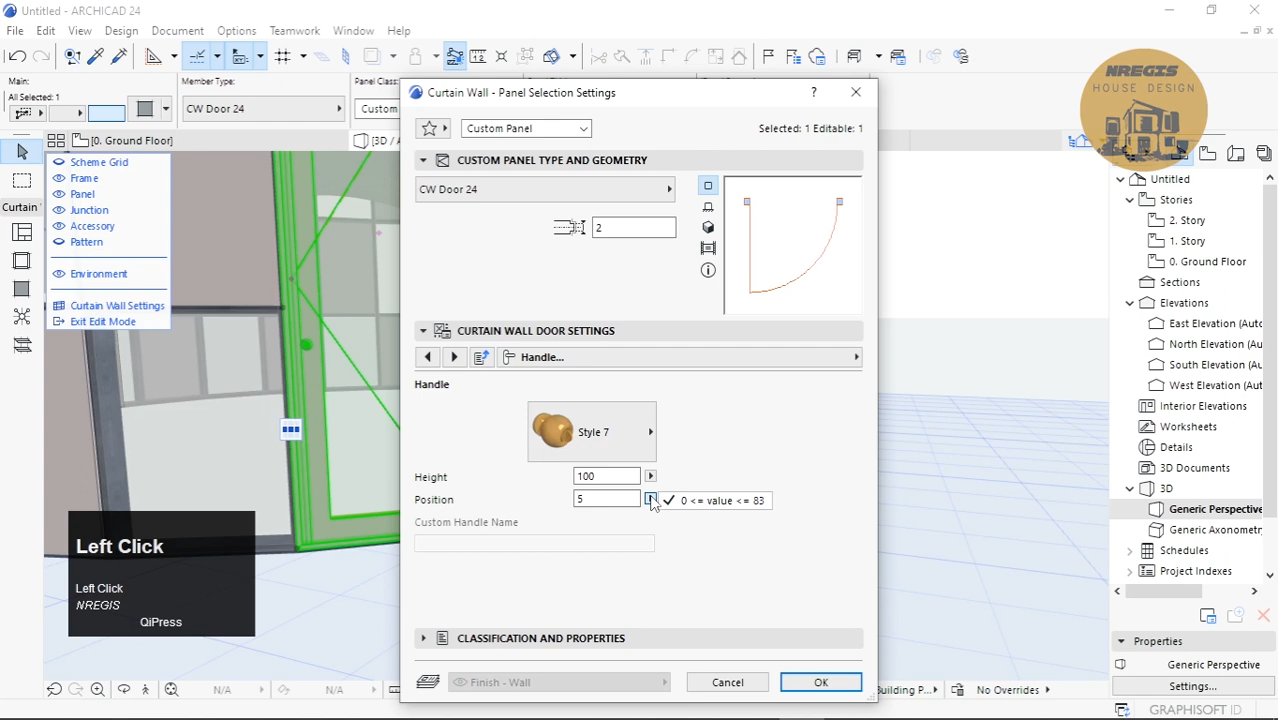 Untitled - ARCHICAD 24
File Edit View Design Options Teamwork Window Help
Main:
All Selected: 1
Member Type:
CW Door 24
Panel Class:
Custom
[0. Ground Floor]
[3D / A
Scheme Grid
Frame
Panel
Junction
Accessory
Pattern
Environment
Curtain Wall Settings
Exit Edit Mode
Curtain
Curtain Wall - Panel Selection Settings
?
Custom Panel
Selected: 1 Editable: 1
CUSTOM PANEL TYPE AND GEOMETRY
CW Door 24
2
CURTAIN WALL DOOR SETTINGS
Handle...
Handle
Style 7
Height
100
Position
5
0 <= value <= 83
Custom Handle Name
CLASSIFICATION AND PROPERTIES
Finish - Wall
Cancel
OK
Left Click
Left Click
NREGIS
QiPress
N/A
N/A
Building P...
No Overrides
NREGIS
HOUSE DESIGN
Untitled
Stories
2. Story
1. Story
0. Ground Floor
Sections
Elevations
East Elevation (Auto
North Elevation (Aut
South Elevation (Au
West Elevation (Aut
Interior Elevations
Worksheets
Details
3D Documents
3D
Generic Perspective
Generic Axonometr
Schedules
Project Indexes
Properties
Generic Perspective
Settings...
GRAPHISOFT ID